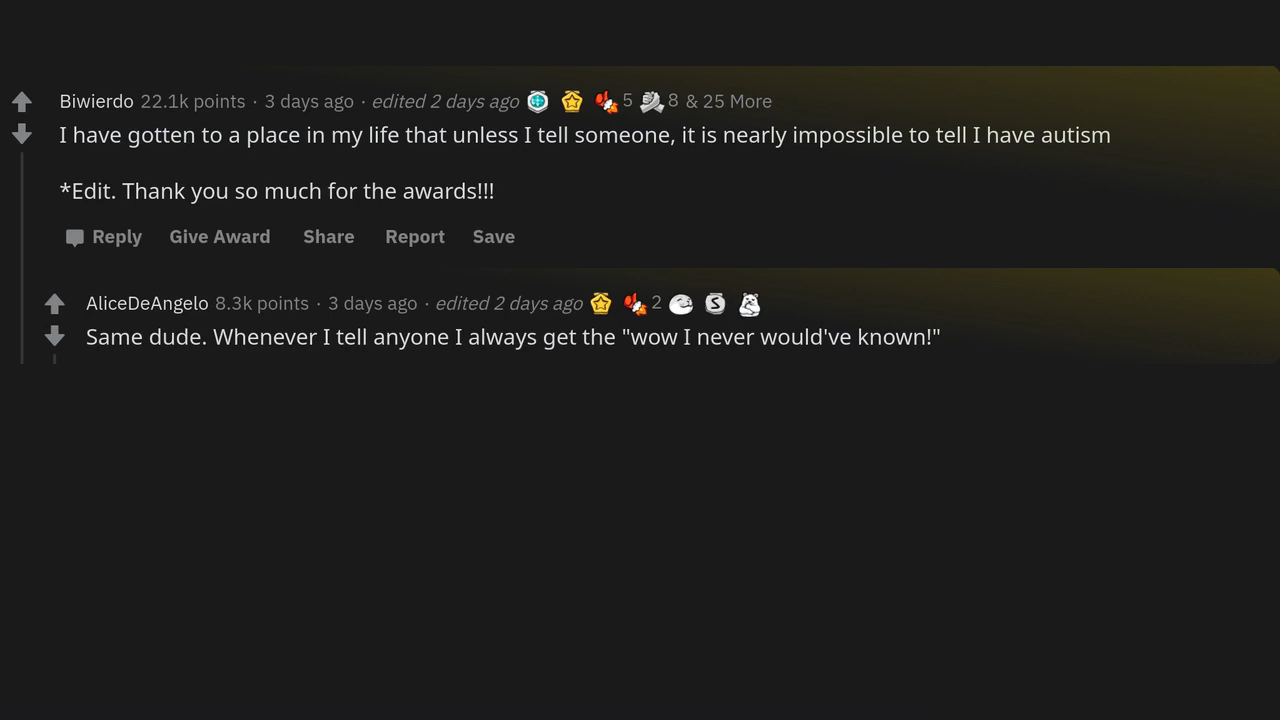 Biwierdo 22.1k points · 3 days ago · edited 2 days ago 5 8 & 25 More
I have gotten to a place in my life that unless I tell someone, it is nearly impossible to tell I have autism
*Edit. Thank you so much for the awards!!!
Reply Give Award Share Report Save
AliceDeAngelo 8.3k points · 3 days ago · edited 2 days ago 2 S
Same dude. Whenever I tell anyone I always get the "wow I never would've known!"